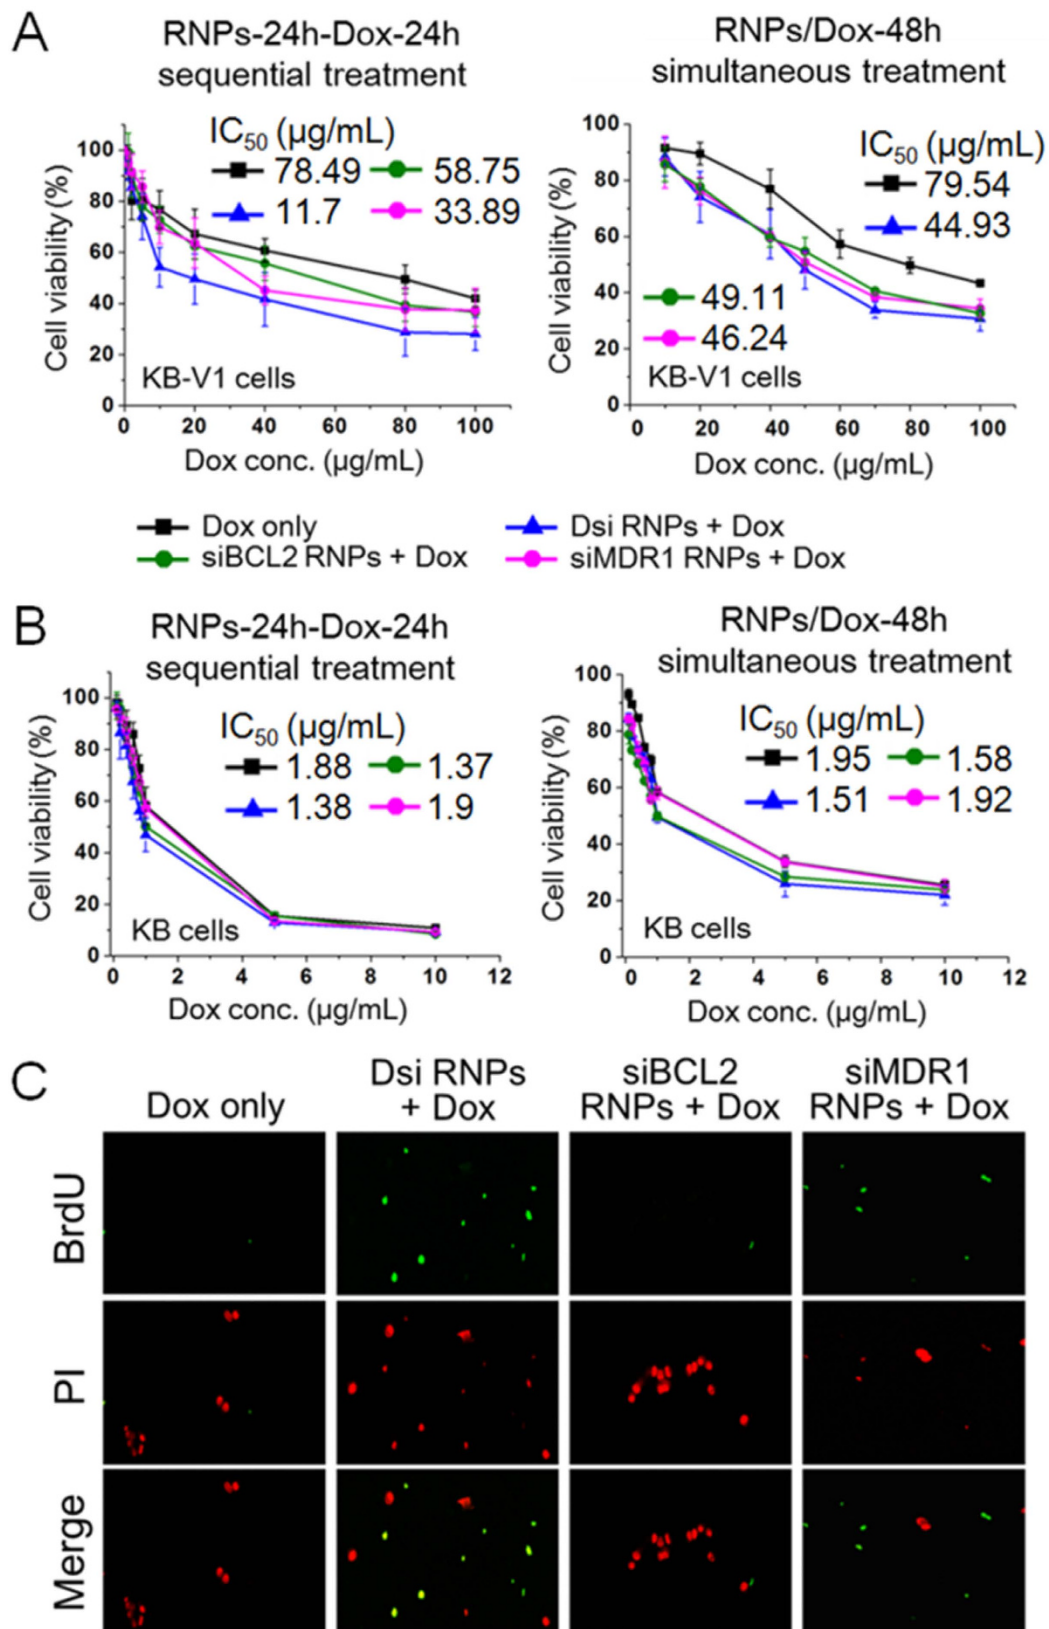 A
RNPs-24h-Dox-24h
sequential treatment
IC50 (µg/mL)
78.49 58.75
11.7 33.89
Cell viability (%)
100
80
60
40
20
0
KB-V1 cells
0 20 40 60 80 100
Dox conc. (µg/mL)
RNPs/Dox-48h
simultaneous treatment
IC50 (µg/mL)
79.54
44.93
49.11
46.24
Cell viability (%)
100
80
60
40
20
0
KB-V1 cells
0 20 40 60 80 100
Dox conc. (µg/mL)
Dox only
Dsi RNPs + Dox
siBCL2 RNPs + Dox
siMDR1 RNPs + Dox
B
RNPs-24h-Dox-24h
sequential treatment
IC50 (µg/mL)
1.88 1.37
1.38 1.9
Cell viability (%)
100
80
60
40
20
0
KB cells
0 2 4 6 8 10 12
Dox conc. (µg/mL)
RNPs/Dox-48h
simultaneous treatment
IC50 (µg/mL)
1.95 1.58
1.51 1.92
Cell viability (%)
100
80
60
40
20
0
KB cells
0 2 4 6 8 10 12
Dox conc. (µg/mL)
C
Dox only
Dsi RNPs
+ Dox
siBCL2
RNPs + Dox
siMDR1
RNPs + Dox
BrdU
PI
Merge